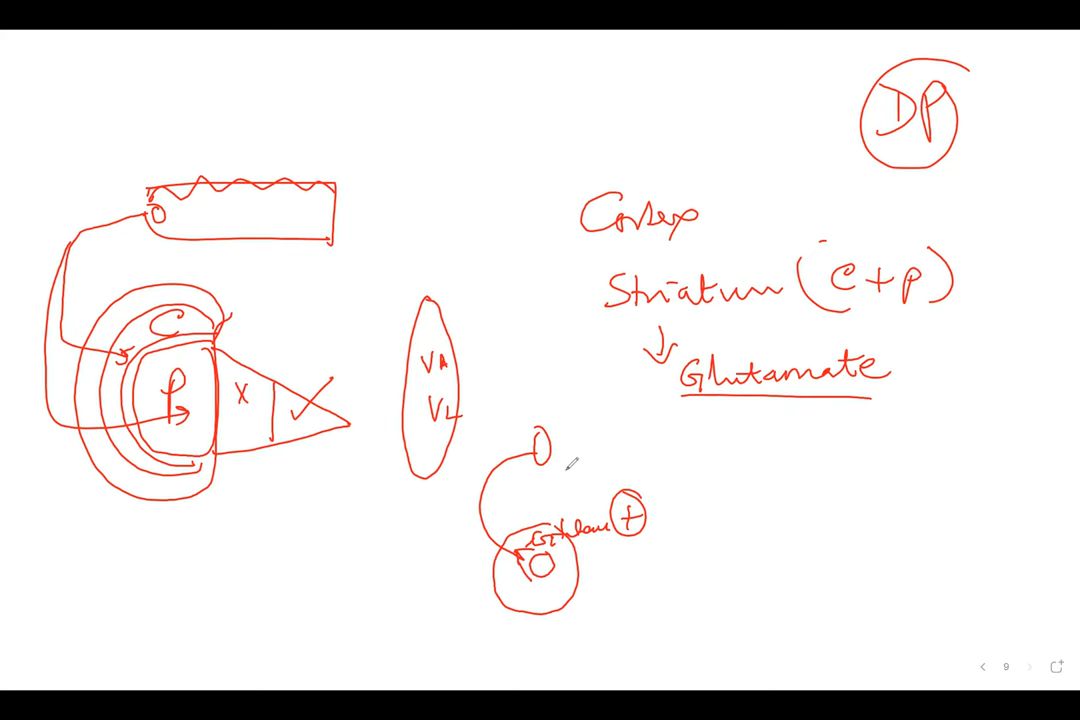 DP
Cortex
Striatum (C+P)
Glutamate
C
P
X
VA
VL
+
9